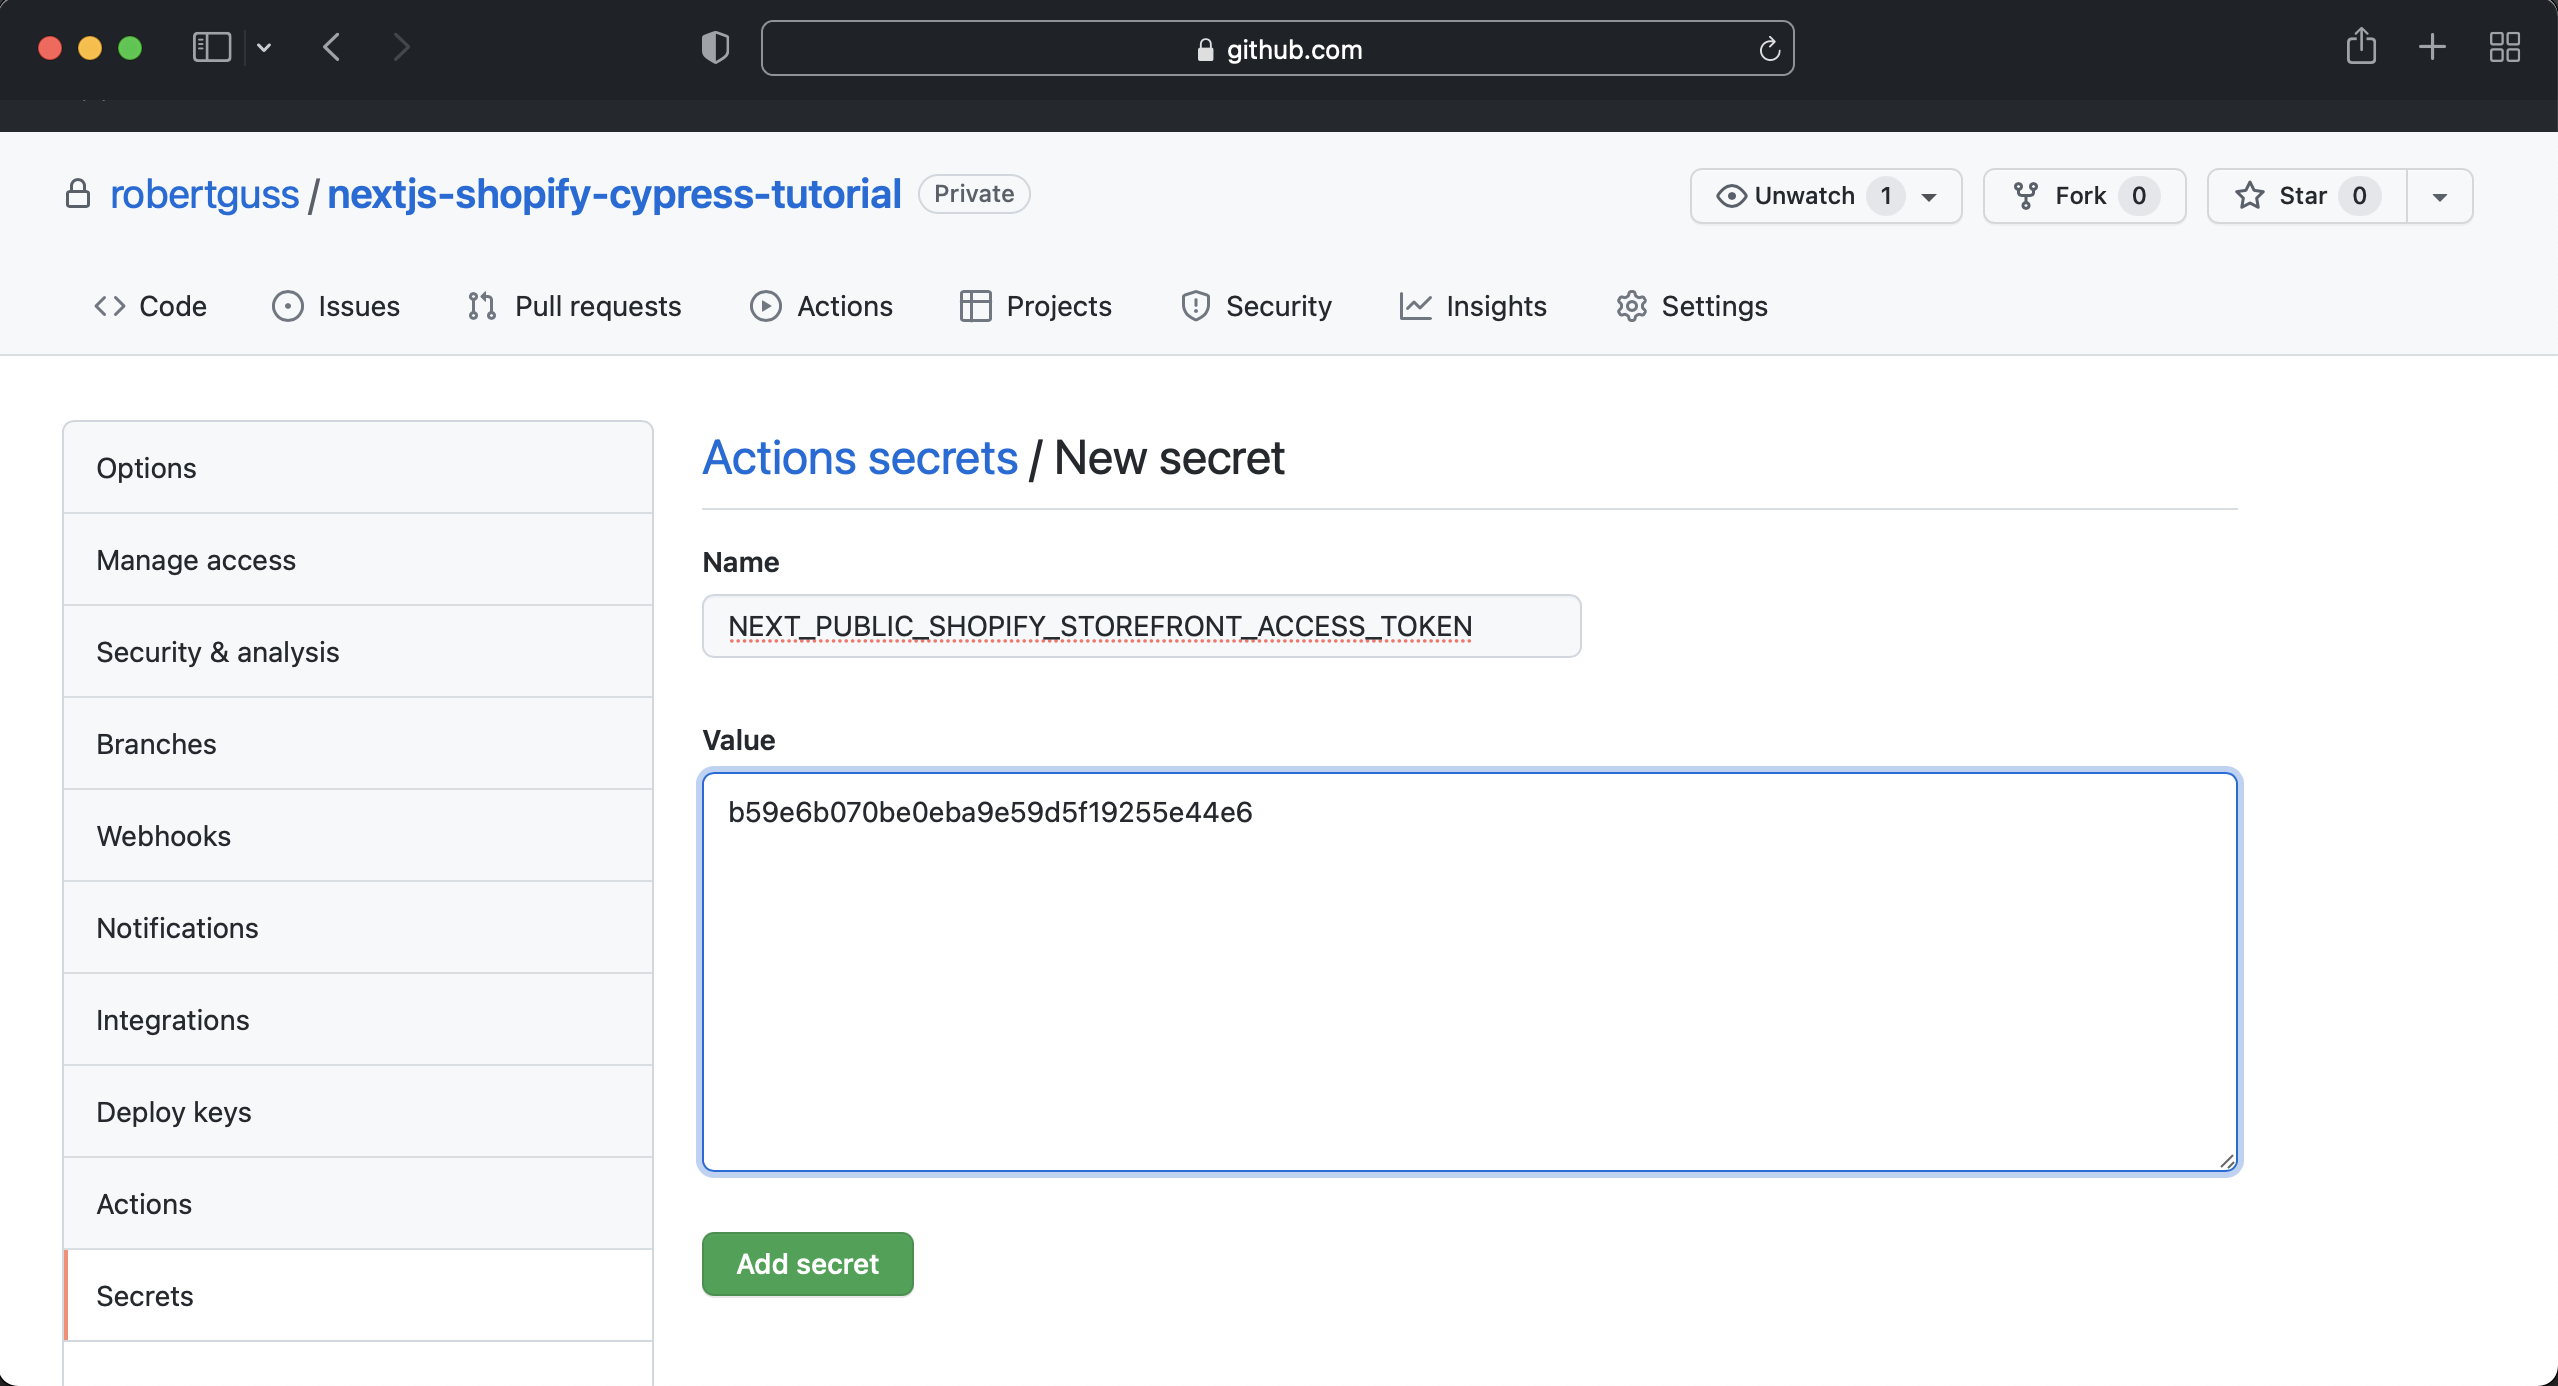 github.com
robertguss / nextjs-shopify-cypress-tutorial Private
Unwatch 1 Fork 0 Star 0
Code Issues Pull requests Actions Projects Security Insights Settings
Options
Manage access
Security & analysis
Branches
Webhooks
Notifications
Integrations
Deploy keys
Actions
Secrets
Actions secrets / New secret
Name
NEXT_PUBLIC_SHOPIFY_STOREFRONT_ACCESS_TOKEN
Value
b59e6b070be0eba9e59d5f19255e44e6
Add secret